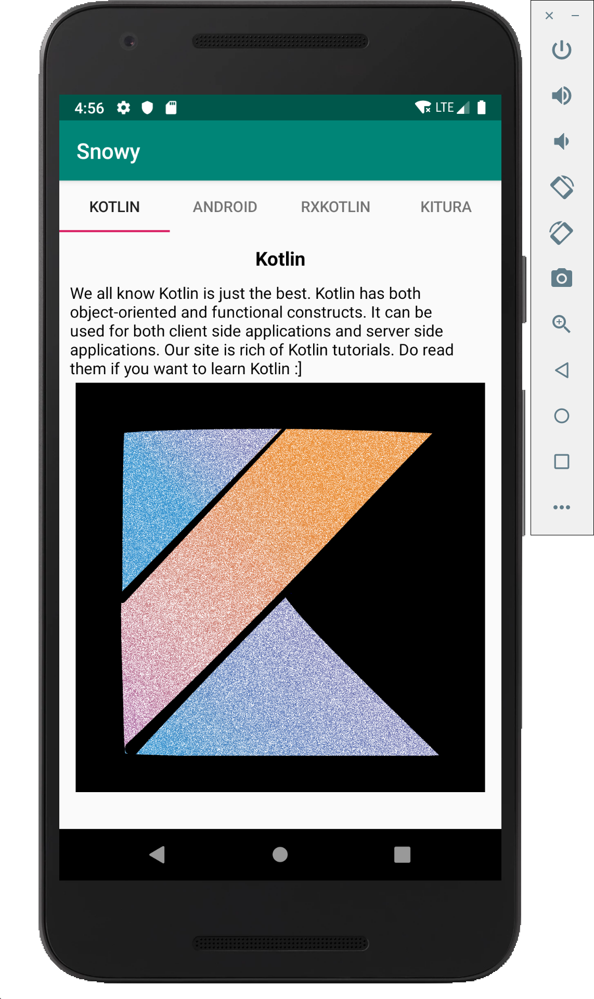 4:56 LTE
Snowy
KOTLIN ANDROID RXKOTLIN KITURA
Kotlin
We all know Kotlin is just the best. Kotlin has both
object-oriented and functional constructs. It can be
used for both client side applications and server side
applications. Our site is rich of Kotlin tutorials. Do read
them if you want to learn Kotlin :]